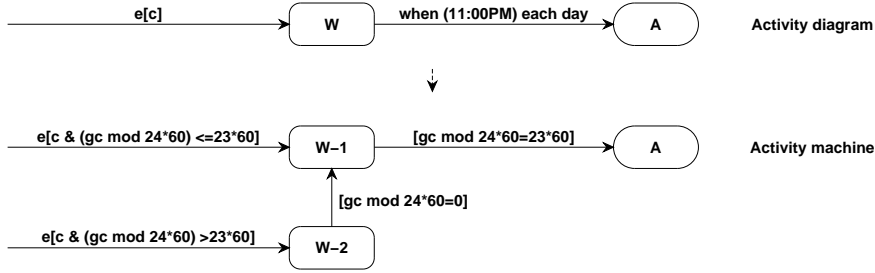 e[c]
W
when (11:00PM) each day
A
Activity diagram
e[c & (gc mod 24*60) <=23*60]
W−1
[gc mod 24*60=23*60]
A
Activity machine
[gc mod 24*60=0]
e[c & (gc mod 24*60) >23*60]
W−2